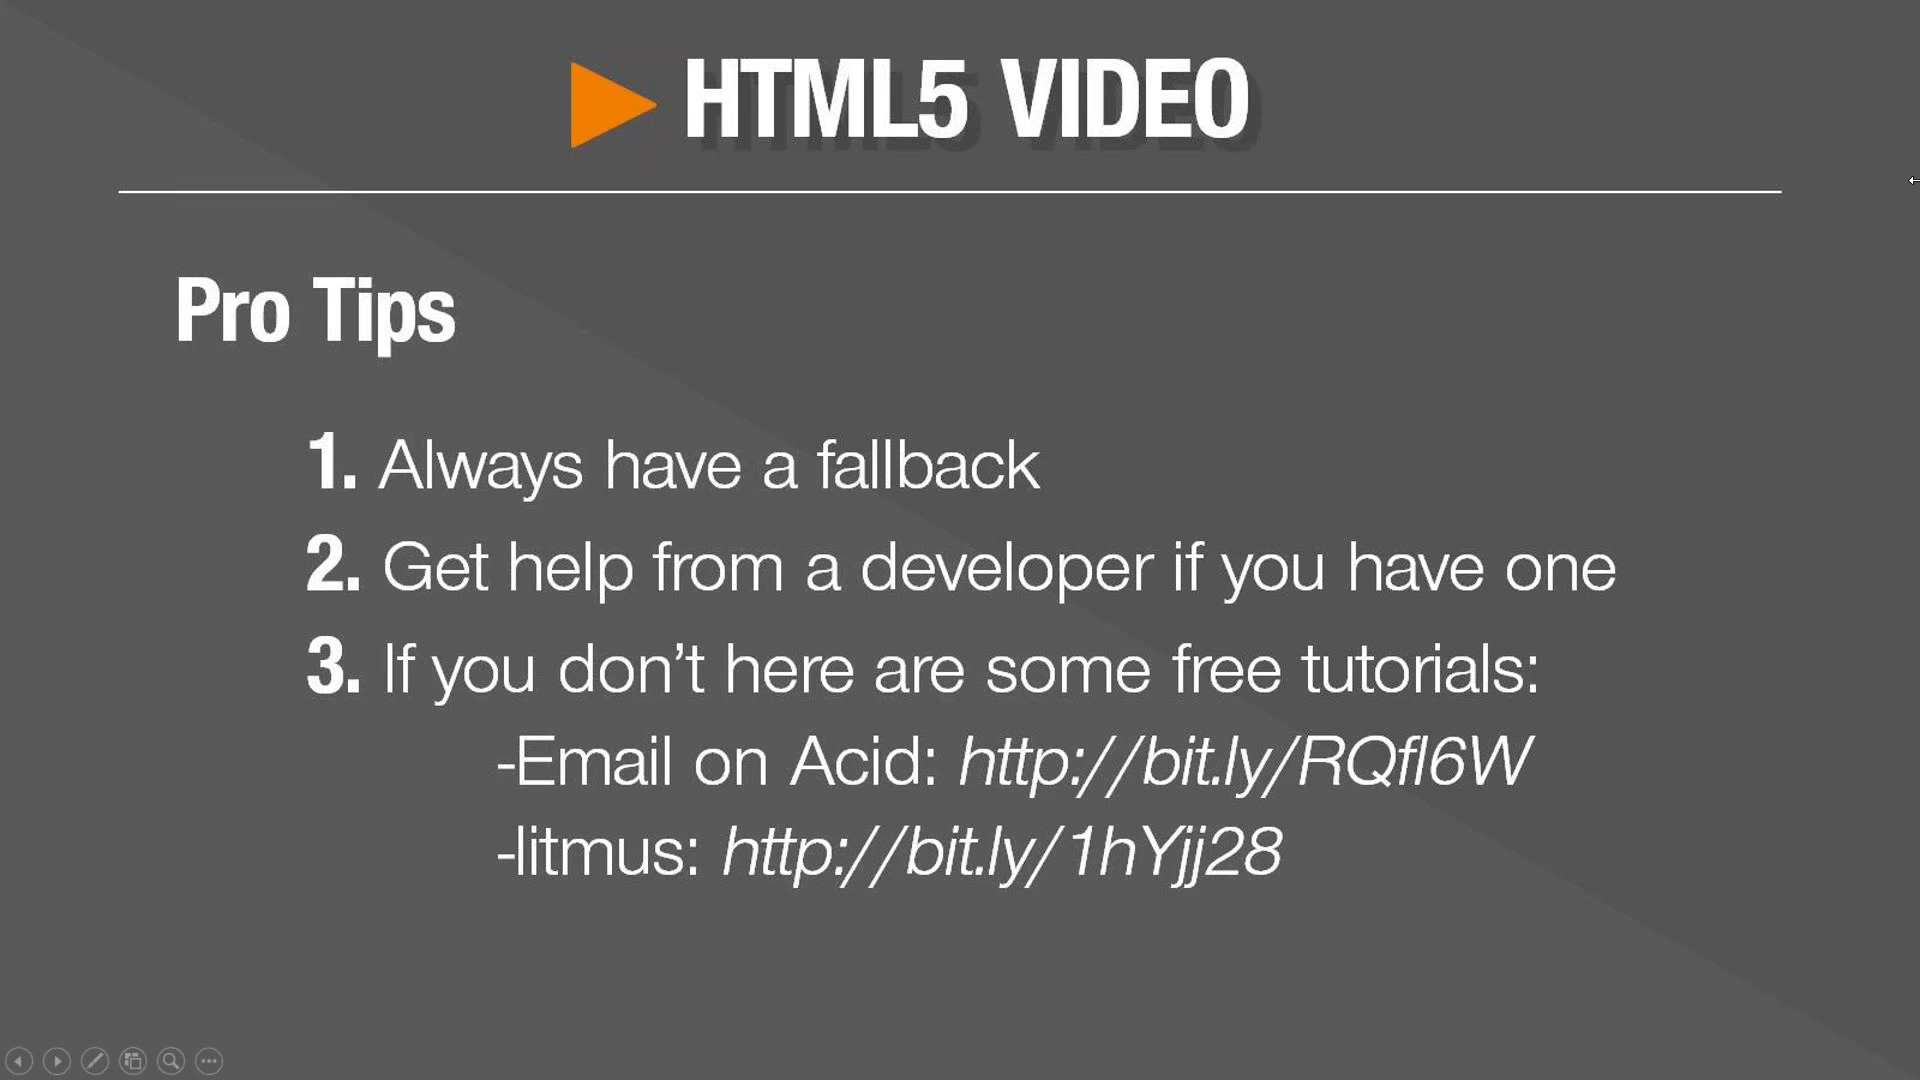 HTML5 VIDEO
Pro Tips
1. Always have a fallback
2. Get help from a developer if you have one
3. If you don’t here are some free tutorials:
-Email on Acid: http://bit.ly/RQfl6W
-litmus: http://bit.ly/1hYjj28